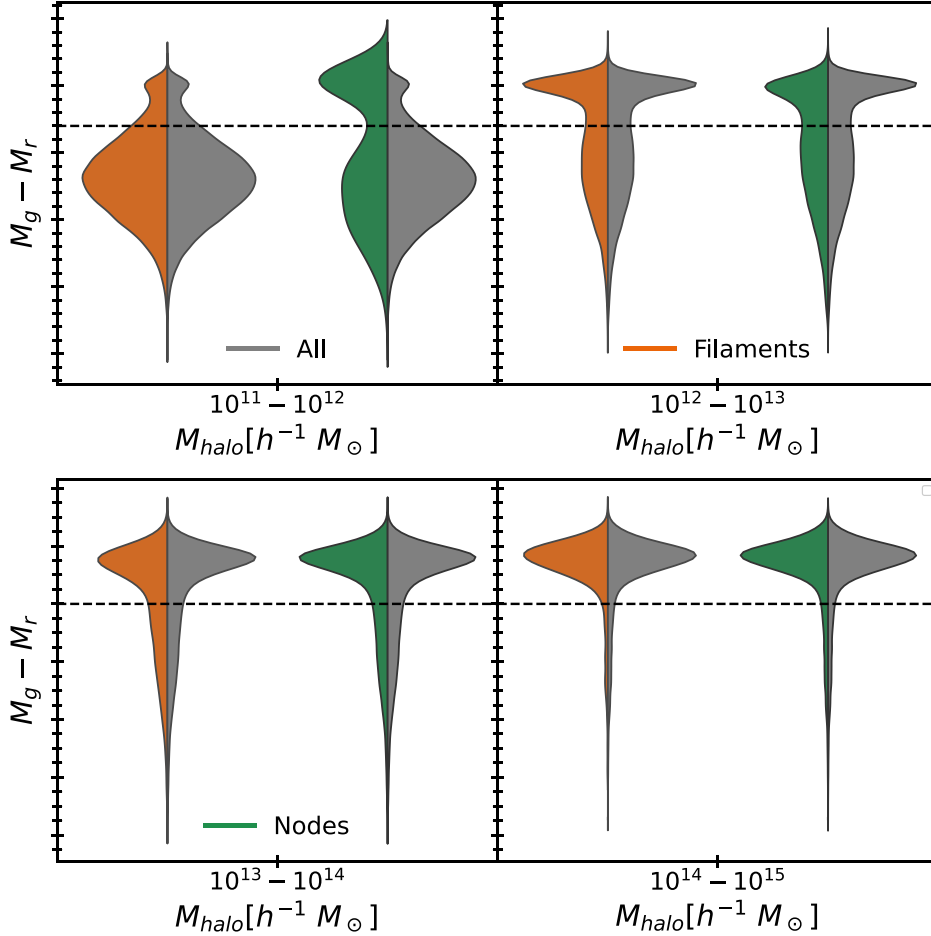 M_g − M_r
All
Filaments
10^11 − 10^12
10^12 − 10^13
M_halo[h^−1 M_⊙]
M_halo[h^−1 M_⊙]
M_g − M_r
Nodes
10^13 − 10^14
10^14 − 10^15
M_halo[h^−1 M_⊙]
M_halo[h^−1 M_⊙]